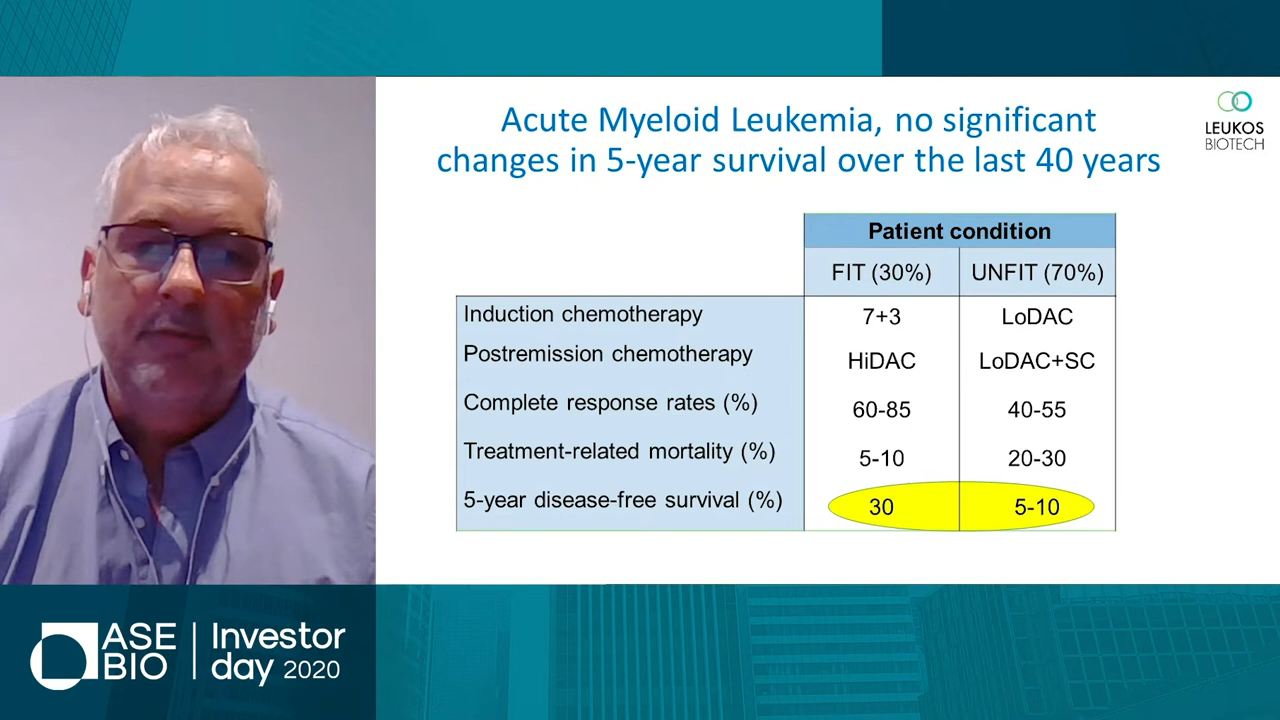 Acute Myeloid Leukemia, no significant
changes in 5-year survival over the last 40 years
LEUKOS
BIOTECH
Patient condition
FIT (30%) UNFIT (70%)
Induction chemotherapy 7+3 LoDAC
Postremission chemotherapy HiDAC LoDAC+SC
Complete response rates (%) 60-85 40-55
Treatment-related mortality (%) 5-10 20-30
5-year disease-free survival (%) 30 5-10
ASE
BIO
Investor
day 2020